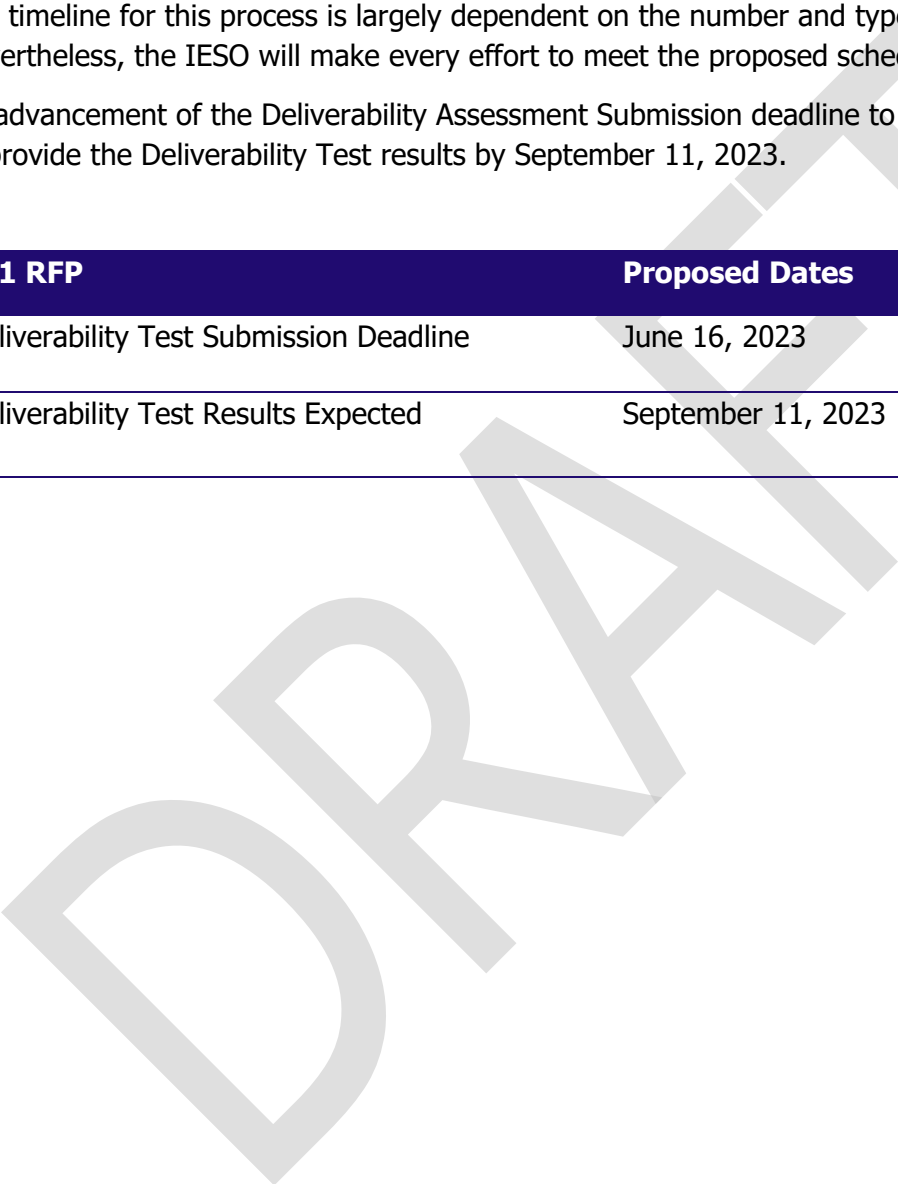 timeline for this process is largely dependent on the number and type
ertheless, the IESO will make every effort to meet the proposed sche
advancement of the Deliverability Assessment Submission deadline to
rovide the Deliverability Test results by September 11, 2023.
1 RFP Proposed Dates
liverability Test Submission Deadline June 16, 2023
liverability Test Results Expected September 11, 2023
DRAFT